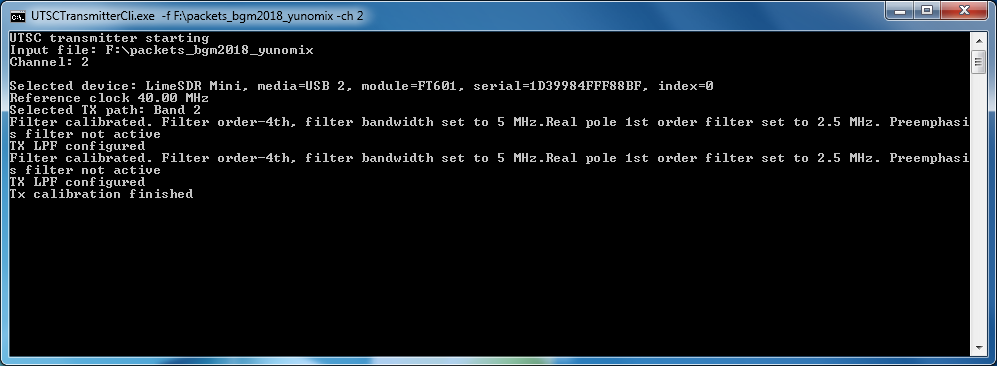 UTSCTransmitterCli.exe -f F:\packets_bgm2018_yunomix -ch 2
UTSC transmitter starting
Input file: F:\packets_bgm2018_yunomix
Channel: 2
Selected device: LimeSDR Mini, media=USB 2, module=FT601, serial=1D39984FFF88BF, index=0
Reference clock 40.00 MHz
Selected TX path: Band 2
Filter calibrated. Filter order-4th, filter bandwidth set to 5 MHz.Real pole 1st order filter set to 2.5 MHz. Preemphasi
s filter not active
TX LPF configured
Filter calibrated. Filter order-4th, filter bandwidth set to 5 MHz.Real pole 1st order filter set to 2.5 MHz. Preemphasi
s filter not active
TX LPF configured
Tx calibration finished